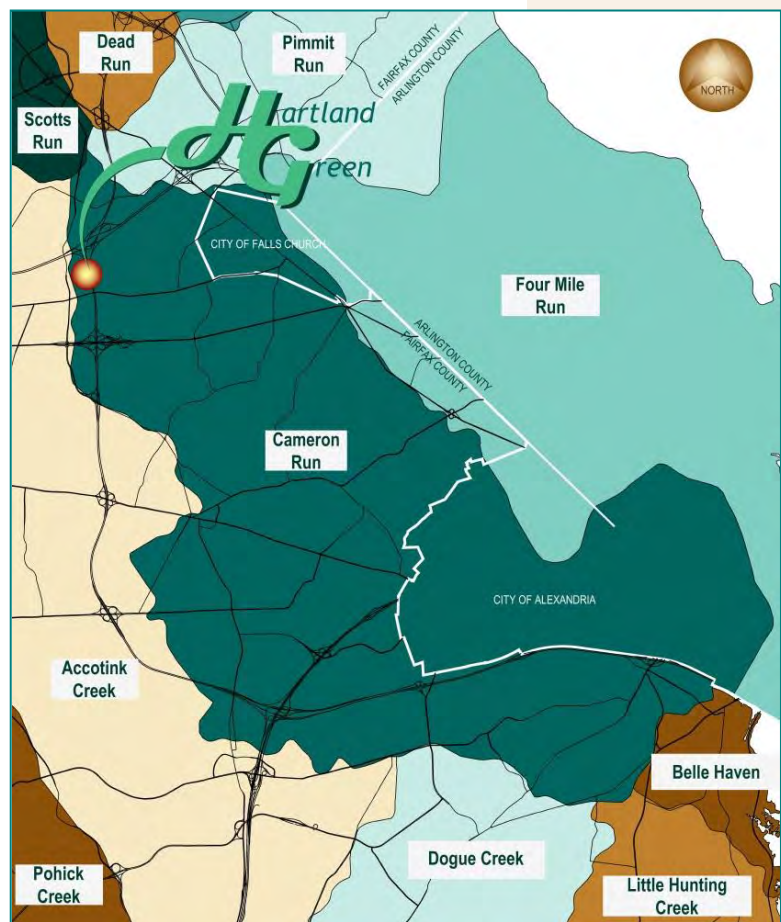 Dead
Run
Pimmit
Run
FAIRFAX COUNTY
ARLINGTON COUNTY
NORTH
Scotts
Run
Hartland
Green
CITY OF FALLS CHURCH
Four Mile
Run
ARLINGTON COUNTY
FAIRFAX COUNTY
Cameron
Run
CITY OF ALEXANDRIA
Accotink
Creek
Belle Haven
Dogue Creek
Pohick
Creek
Little Hunting
Creek